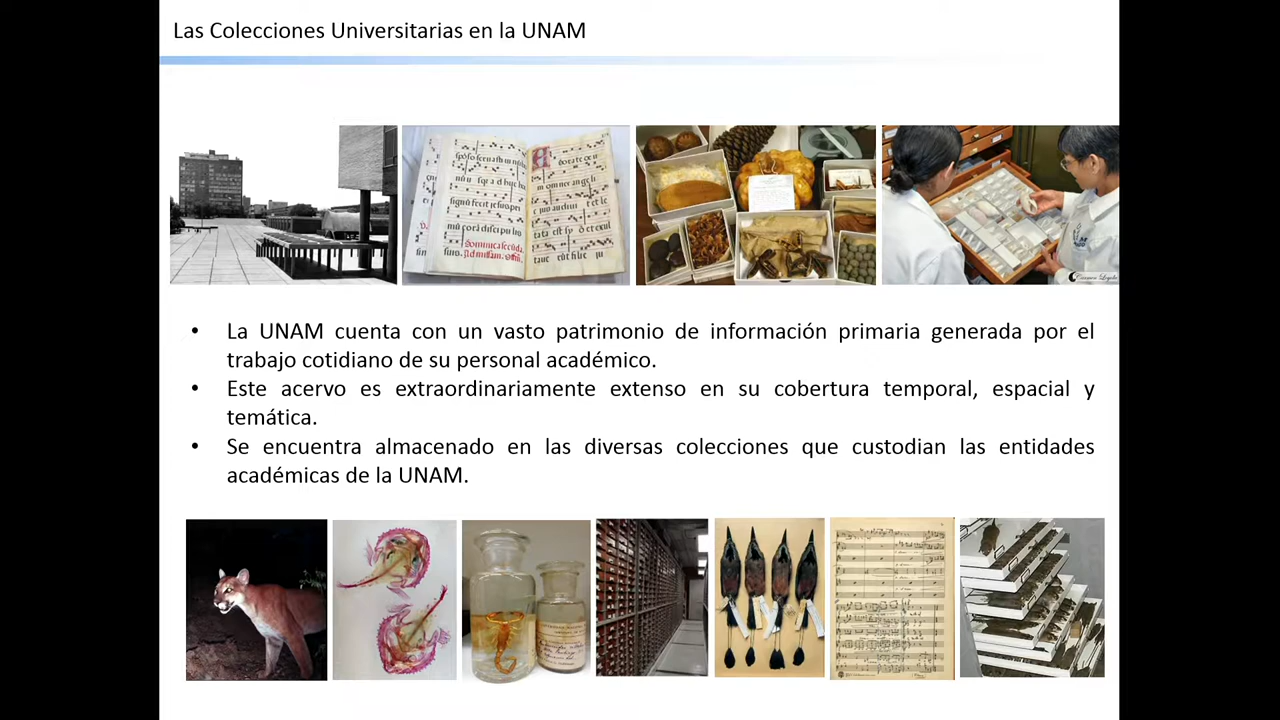 Las Colecciones Universitarias en la UNAM
• La UNAM cuenta con un vasto patrimonio de información primaria generada por el
trabajo cotidiano de su personal académico.
• Este acervo es extraordinariamente extenso en su cobertura temporal, espacial y
temática.
• Se encuentra almacenado en las diversas colecciones que custodian las entidades
académicas de la UNAM.